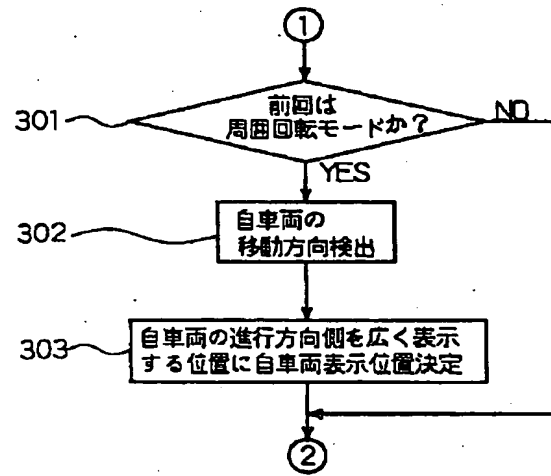 ①
301
前回は
周囲回転モードか？
NO
YES
302
自車両の
移動方向検出
303
自車両の進行方向側を広く表示
する位置に自車両表示位置決定
②